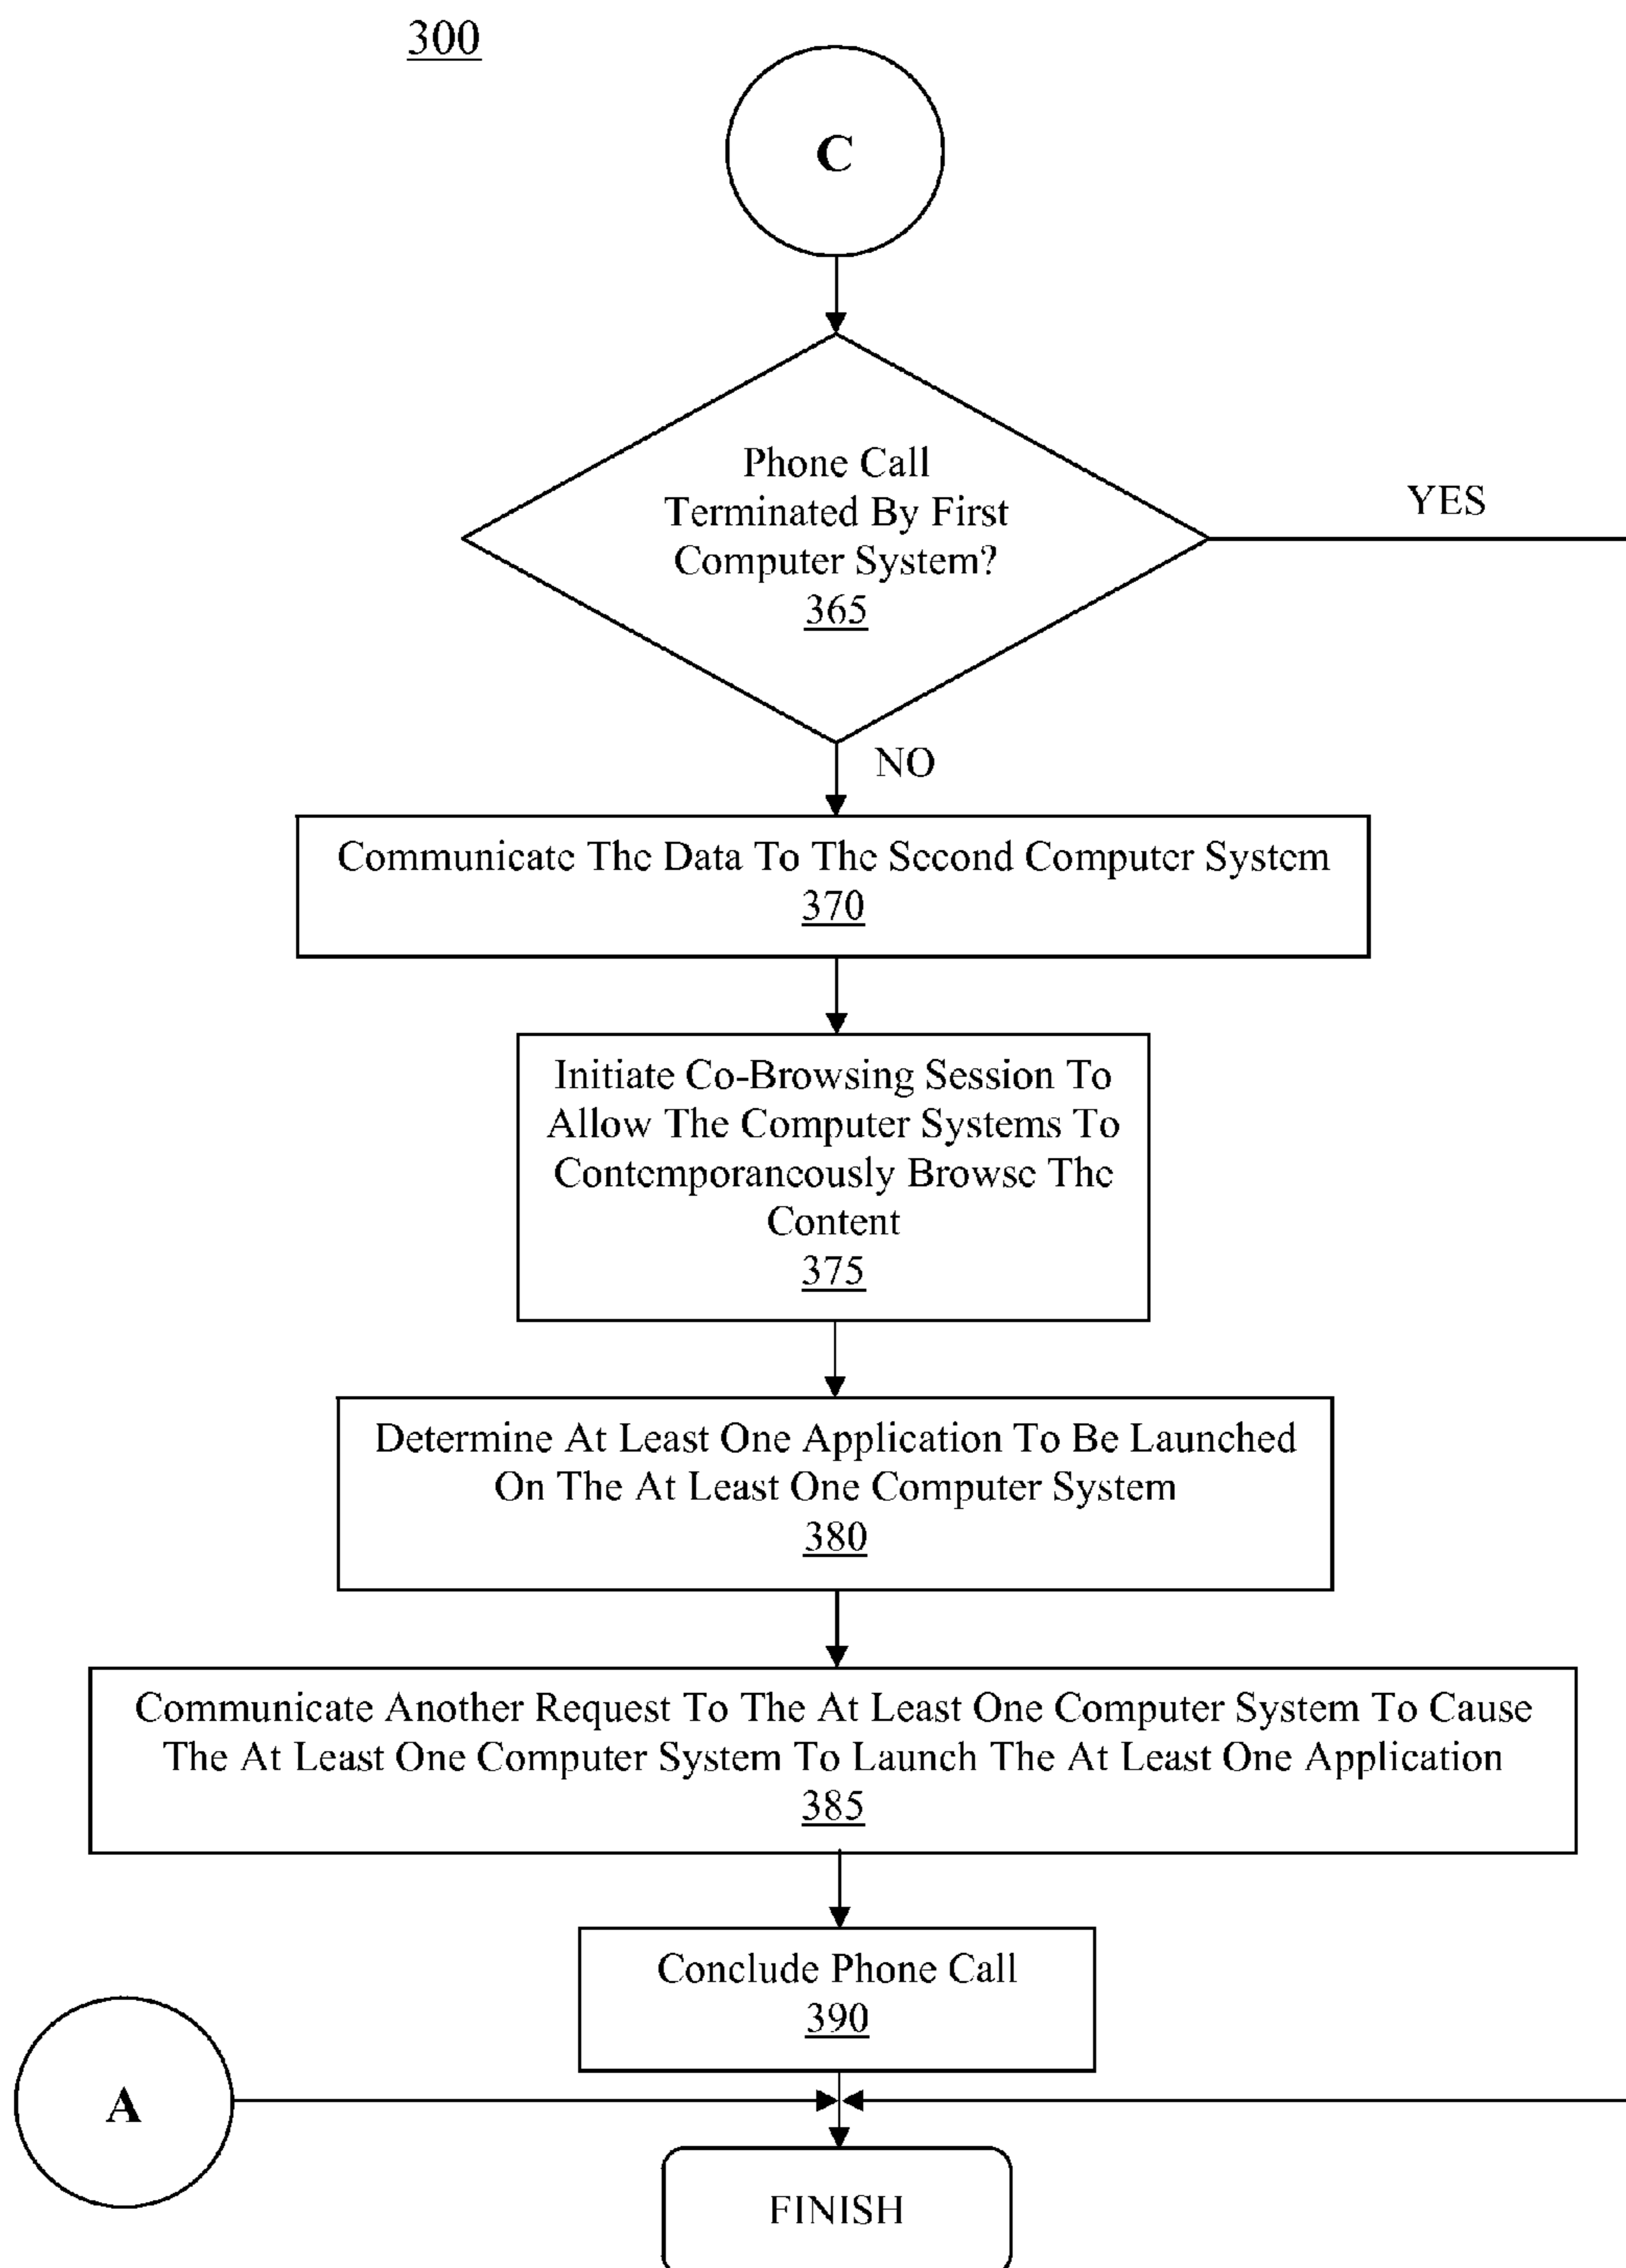 300
C
Phone Call
Terminated By First
Computer System?
365
YES
NO
Communicate The Data To The Second Computer System
370
Initiate Co-Browsing Session To
Allow The Computer Systems To
Contemporaneously Browse The
Content
375
Determine At Least One Application To Be Launched
On The At Least One Computer System
380
Communicate Another Request To The At Least One Computer System To Cause
The At Least One Computer System To Launch The At Least One Application
385
Conclude Phone Call
390
A
FINISH